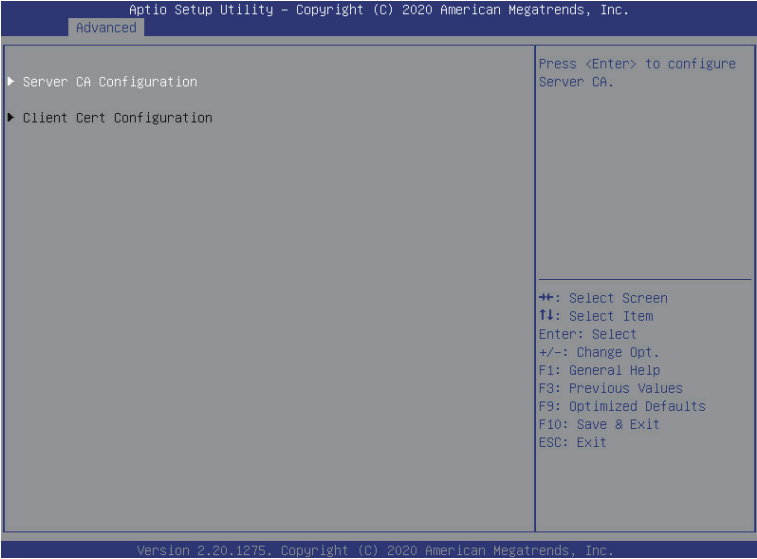 Aptio Setup Utility – Copyright (C) 2020 American Megatrends, Inc.
Advanced
▶ Server CA Configuration
▶ Client Cert Configuration
Press <Enter> to configure
Server CA.
→←: Select Screen
↑↓: Select Item
Enter: Select
+/-: Change Opt.
F1: General Help
F3: Previous Values
F9: Optimized Defaults
F10: Save & Exit
ESC: Exit
Version 2.20.1275. Copyright (C) 2020 American Megatrends, Inc.